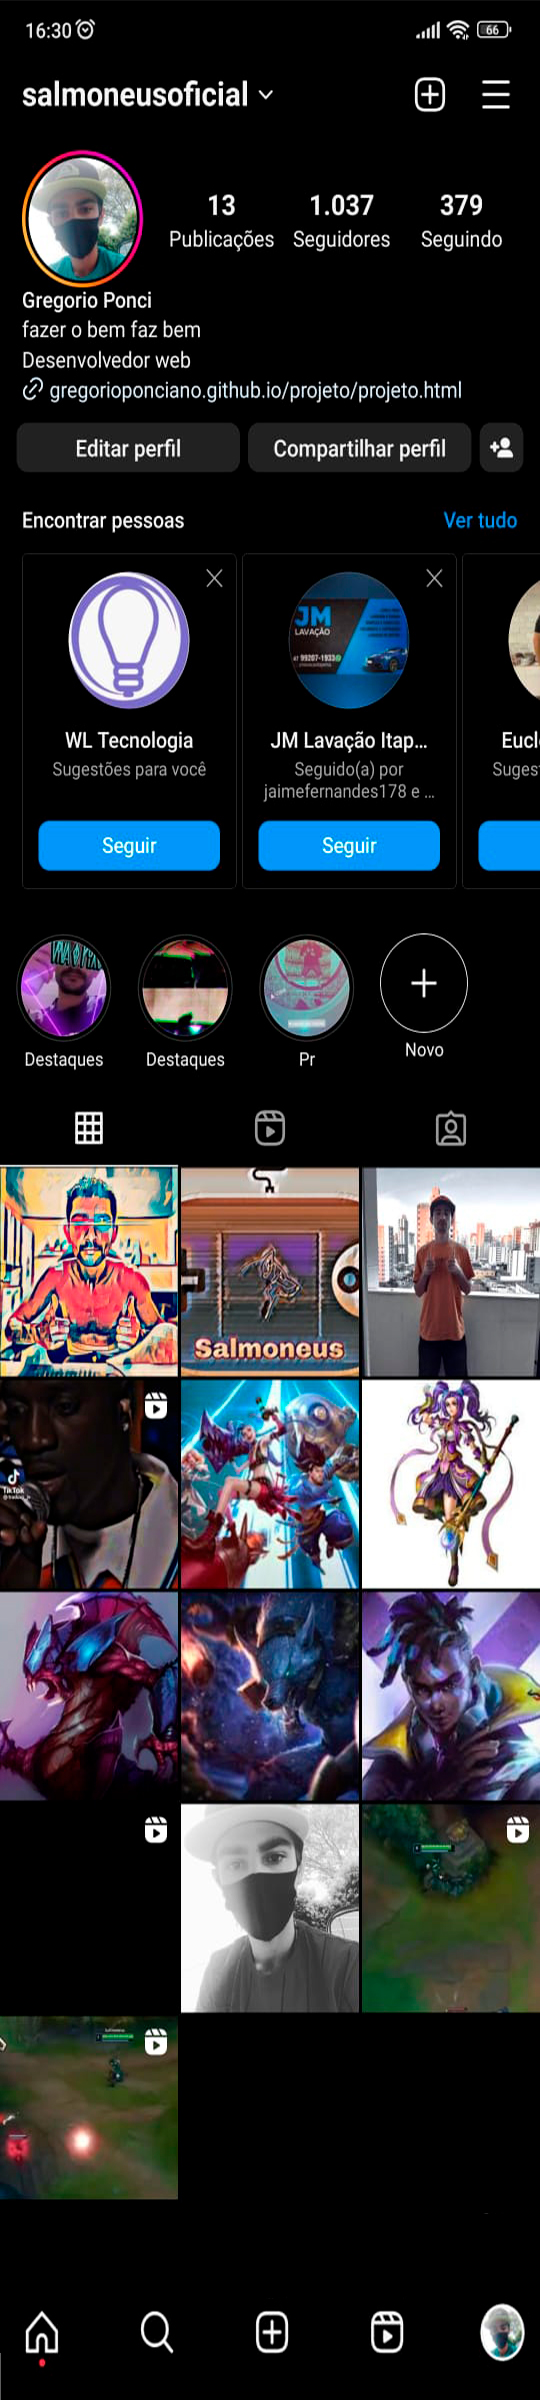 16:30
66
salmoneusoficial
13
1.037
379
Publicações
Seguidores
Seguindo
Gregorio Ponci
fazer o bem faz bem
Desenvolvedor web
gregorioponciano.github.io/projeto/projeto.html
Editar perfil
Compartilhar perfil
Encontrar pessoas
Ver tudo
JM
LAVAÇÃO
WL Tecnologia
JM Lavação Itap...
Eucl
Sugestões para você
Seguido(a) por
jaimefernandes178 e ...
Suges
Seguir
Seguir
Destaques
Destaques
Pr
Novo
Salmoneus
TikTok